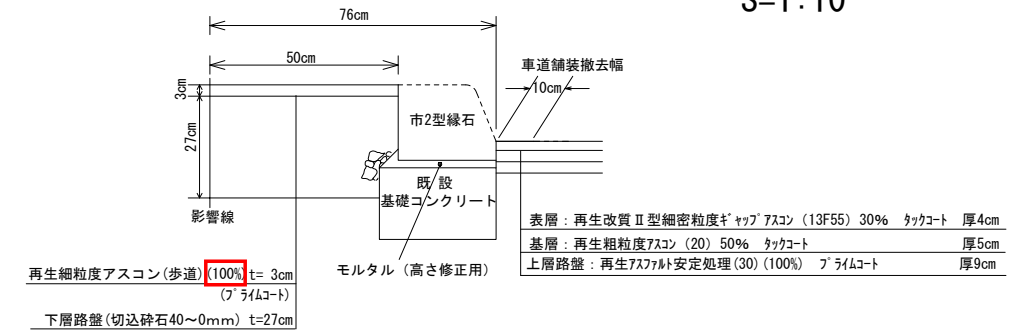 S=1:10
76cm
50cm
車道舗装撤去幅
10cm
3cm
市2型縁石
27cm
既 設
基礎コンクリート
影響線
表層：再生改質Ⅱ型細密粒度ｷﾞｬｯﾌﾟｱｽｺﾝ（13F55）30% ﾀｯｸｺｰﾄ 厚4cm
基層：再生粗粒度ｱｽｺﾝ（20）50% ﾀｯｸｺｰﾄ 厚5cm
上層路盤：再生ｱｽﾌｧﾙﾄ安定処理(30)(100%) ﾌﾟﾗｲﾑｺｰﾄ 厚9cm
モルタル（高さ修正用）
再生細粒度アスコン(歩道)(100%)t= 3cm
(ﾌﾟﾗｲﾑｺｰﾄ)
下層路盤(切込砕石40～0mm) t=27cm